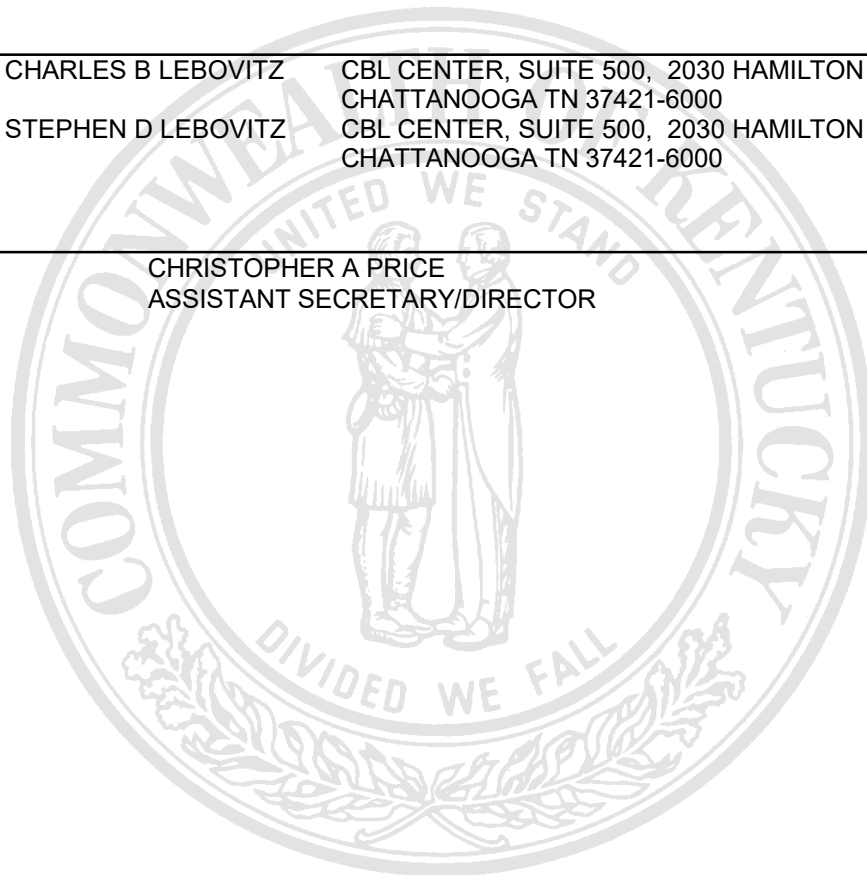 CHARLES B LEBOVITZ CBL CENTER, SUITE 500, 2030 HAMILTON
CHATTANOOGA TN 37421-6000
STEPHEN D LEBOVITZ CBL CENTER, SUITE 500, 2030 HAMILTON
CHATTANOOGA TN 37421-6000
CHRISTOPHER A PRICE
ASSISTANT SECRETARY/DIRECTOR
COMMONWEALTH OF KENTUCKY
UNITED WE STAND
DIVIDED WE FALL